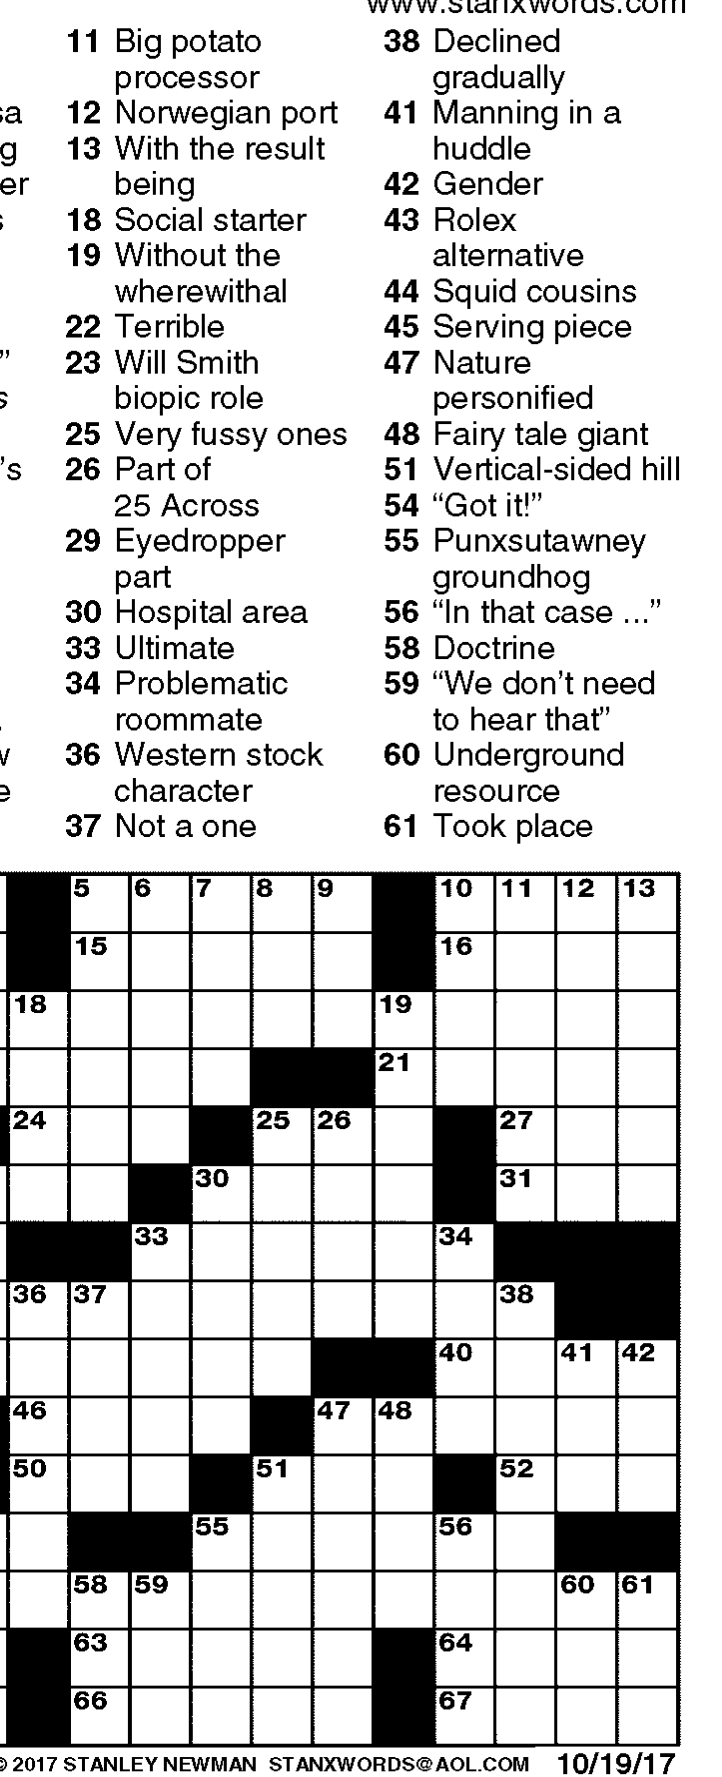 www.stanxwords.com
sa
g
er
s
”
s
’s
.
w
e
11 Big potato
processor
12 Norwegian port
13 With the result
being
18 Social starter
19 Without the
wherewithal
22 Terrible
23 Will Smith
biopic role
25 Very fussy ones
26 Part of
25 Across
29 Eyedropper
part
30 Hospital area
33 Ultimate
34 Problematic
roommate
36 Western stock
character
37 Not a one
38 Declined
gradually
41 Manning in a
huddle
42 Gender
43 Rolex
alternative
44 Squid cousins
45 Serving piece
47 Nature
personified
48 Fairy tale giant
51 Vertical-sided hill
54 “Got it!”
55 Punxsutawney
groundhog
56 “In that case ...”
58 Doctrine
59 “We don’t need
to hear that”
60 Underground
resource
61 Took place
5 6 7 8 9 10 11 12 13
15 16
18 19
21
24 25 26 27
30 31
33 34
36 37 38
40 41 42
46 47 48
50 51 52
55 56
58 59 60 61
63 64
66 67
© 2017 STANLEY NEWMAN STANXWORDS@AOL.COM 10/19/17